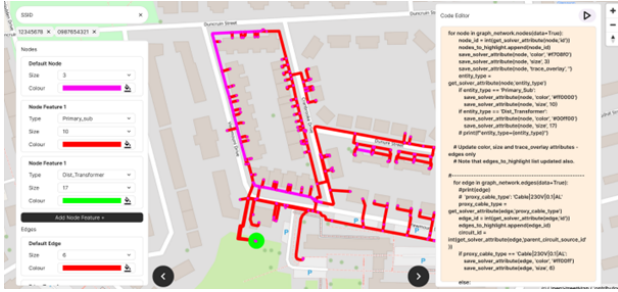 SSID
12345678 ×
0987654321 ×
Nodes
Default Node
Size 3
Colour
Node Feature 1
Type Primary_sub
Size 10
Colour
Node Feature 1
Type Dist_Transformer
Size 17
Colour
Add Node Feature +
Edges
Default Edge
Size 6
Colour
Duncrun Street
P
P
P
P
Code Editor
for node in graph_network.nodes(data=True):
node_id = int(get_solver_attribute(node,'id'))
nodes_to_highlight.append(node_id)
save_solver_attribute(node, 'size', 3)
save_solver_attribute(node, 'trace_overlay', '')
entity_type =
get_solver_attribute(node,'entity_type')
if entity_type == 'Primary_Sub':
save_solver_attribute(node, 'color', '#ff0000')
save_solver_attribute(node, 'size', 10)
if entity_type == 'Dist_Transformer':
save_solver_attribute(node, 'color', '#00ff00')
save_solver_attribute(node, 'size', 17)
# print(f"entity_type={entity_type}")
# Update color, size and trace_overlay attributes -
edges only
# Note that edges_to_highlight list updated also.
for edge in graph_network.edges(data=True):
#print(edge)
# 'proxy_cable_type': 'Cable|230V|0.1|AL'
proxy_cable_type =
get_solver_attribute(edge,'proxy_cable_type')
edge_id = int(get_solver_attribute(edge,'id'))
edges_to_highlight.append(edge_id)
circuit_id =
int(get_solver_attribute(edge,'parent_circuit_source_id'
))
if proxy_cable_type == 'Cable|230V|0.1|AL':
save_solver_attribute(edge, 'color', '#ff00ff')
save_solver_attribute(edge, 'size', 6)
else: